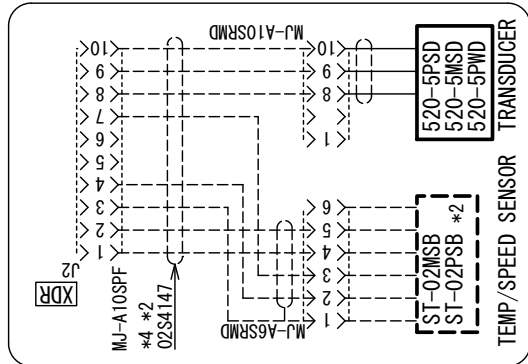 XDR
J2
1 2 3 4 5 6 7 8 9 10
MJ-A10SPF
*4 *2
02S4147
MJ-A10SRMD
10
9
8
1
520-5PSD
520-5MSD
520-5PWD
TRANSDUCER
MJ-A6SRMD
1 2 3 4 5 6
ST-02MSB
ST-02PSB *2
TEMP/SPEED SENSOR